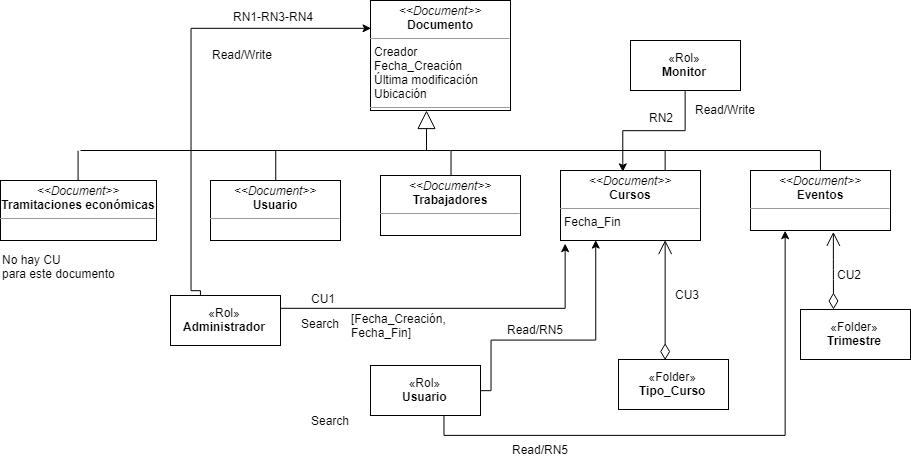 <<Document>>
Documento
Creador
Fecha_Creación
Última modificación
Ubicación
RN1-RN3-RN4
Read/Write
«Rol»
Monitor
RN2
Read/Write
<<Document>>
Tramitaciones económicas
<<Document>>
Usuario
<<Document>>
Trabajadores
<<Document>>
Cursos
Fecha_Fin
<<Document>>
Eventos
No hay CU
para este documento
«Rol»
Administrador
CU1
Search
[Fecha_Creación,
Fecha_Fin]
CU3
CU2
Read/RN5
«Folder»
Trimestre
«Rol»
Usuario
«Folder»
Tipo_Curso
Search
Read/RN5